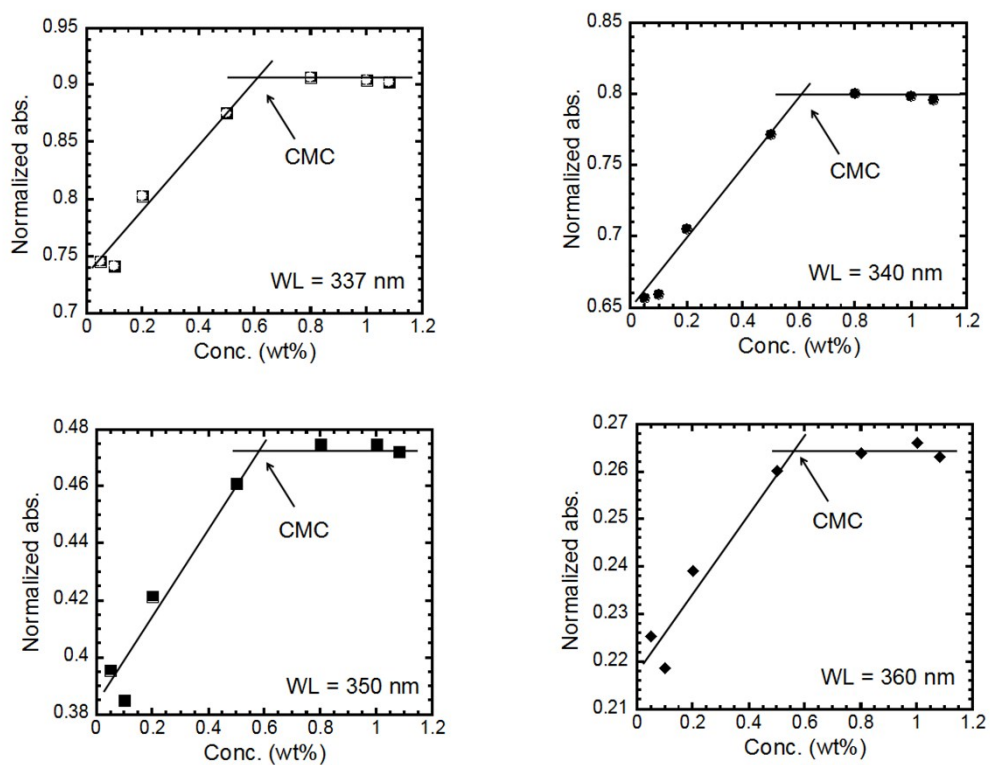 0.95
0.9
0.85
0.8
0.75
0.7
0 0.2 0.4 0.6 0.8 1 1.2
Normalized abs.
Conc. (wt%)
CMC
WL = 337 nm
0.85
0.8
0.75
0.7
0.65
0 0.2 0.4 0.6 0.8 1 1.2
Normalized abs.
Conc. (wt%)
CMC
WL = 340 nm
0.48
0.46
0.44
0.42
0.4
0.38
0 0.2 0.4 0.6 0.8 1 1.2
Normalized abs.
Conc. (wt%)
CMC
WL = 350 nm
0.27
0.26
0.25
0.24
0.23
0.22
0.21
0 0.2 0.4 0.6 0.8 1 1.2
Normalized abs.
Conc. (wt%)
CMC
WL = 360 nm